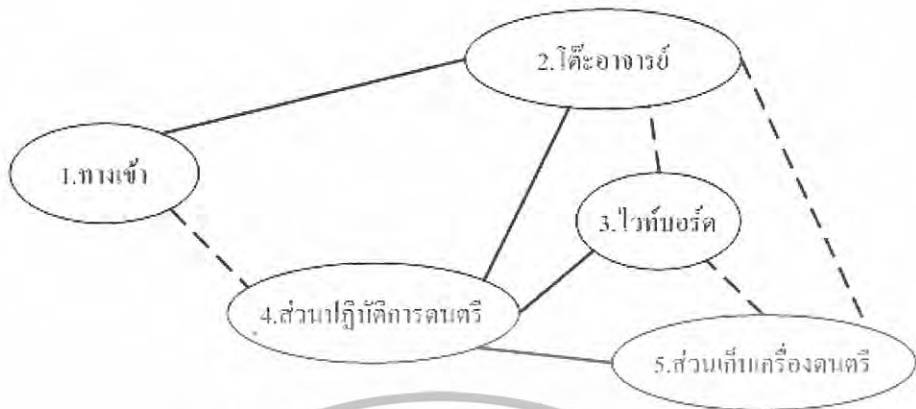 2.โต๊ะอาจารย์
1.ทางเข้า
3.ไวท์บอร์ด
4.ส่วนปฏิบัติการดนตรี
5.ส่วนเก็บเครื่องดนตรี